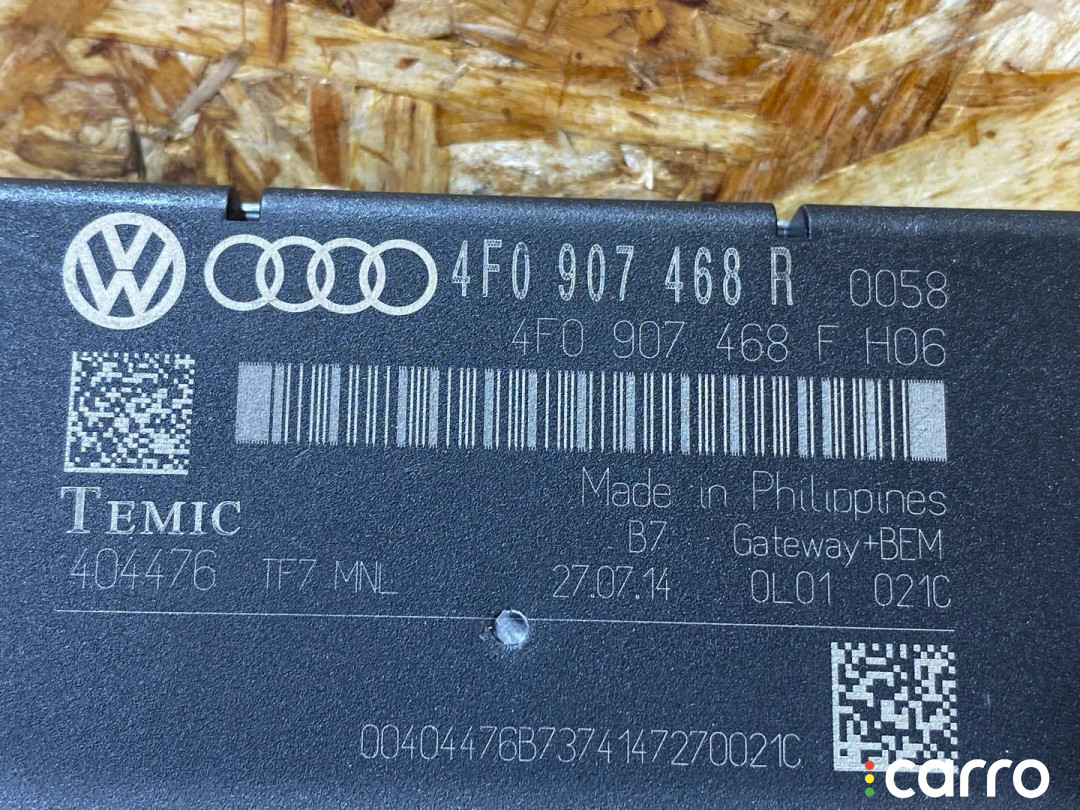 4F0 907 468 R 0058
4F0 907 468 F H06
Made in Philippines
TEMIC
B7 Gateway+BEM
404476 TF7 MNL 27.07.14 0L01 021C
00404476B7374147270021C
carro